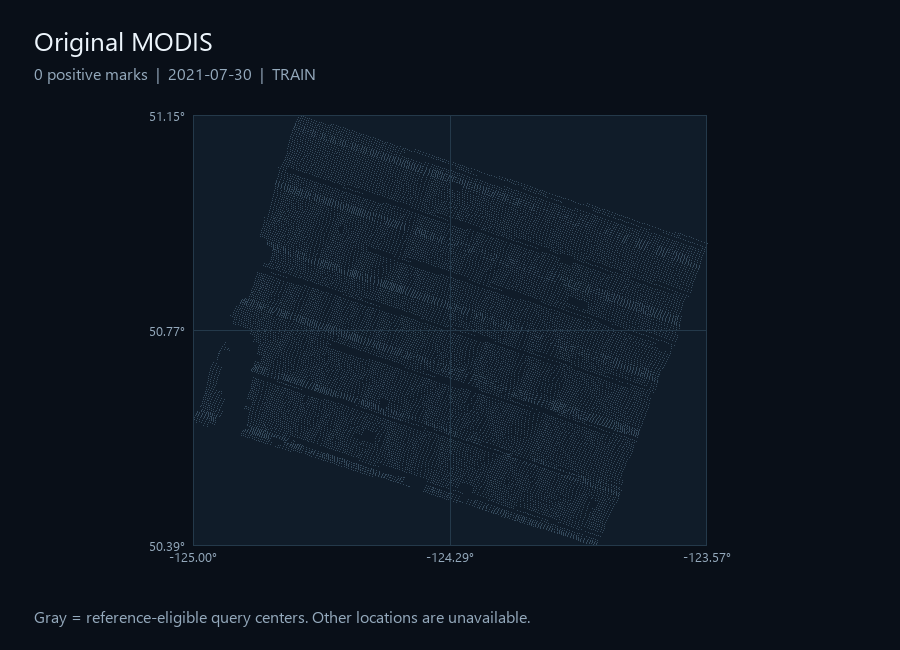 Original MODIS
0 positive marks | 2021-07-30 | TRAIN
51.15°
50.77°
50.39°
-125.00°
-124.29°
-123.57°
Gray = reference-eligible query centers. Other locations are unavailable.